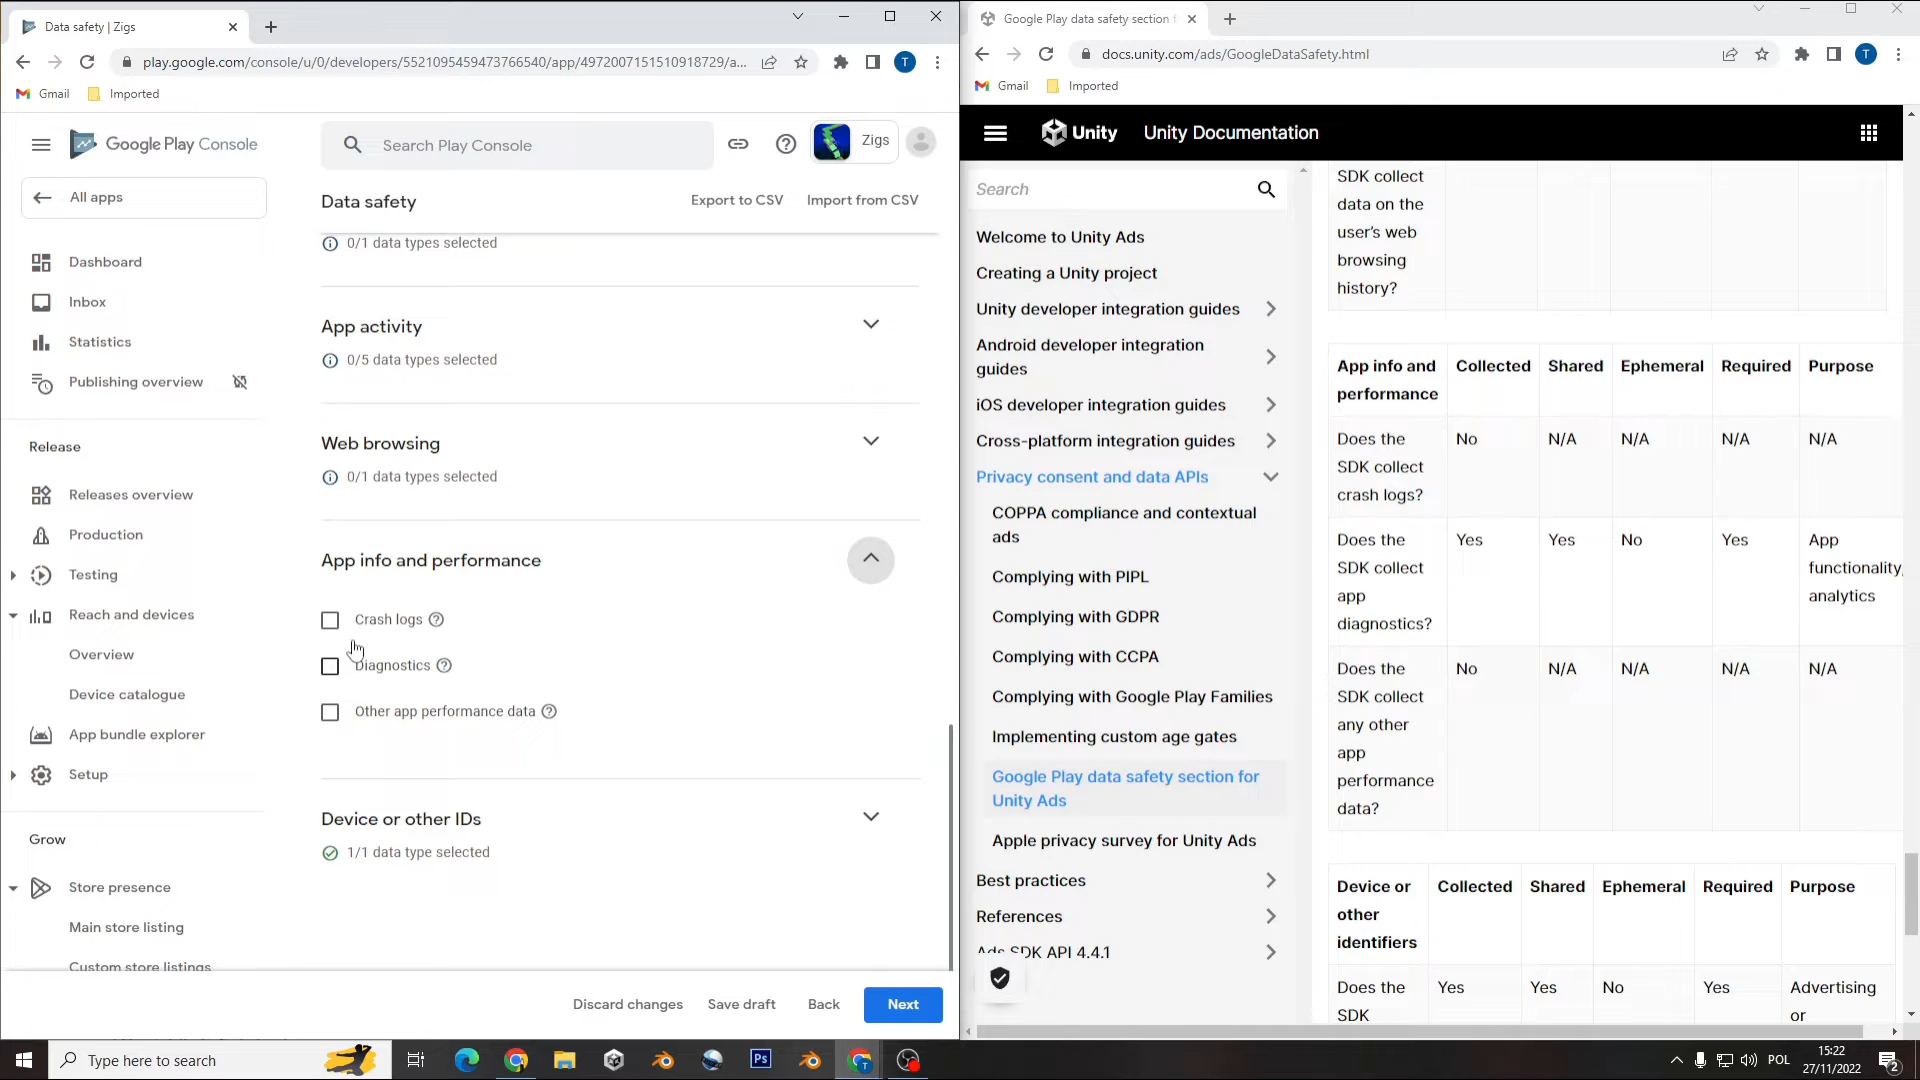 Data safety | Zigs
play.google.com/console/u/0/developers/5521095459473766540/app/4972007151510918729/a...
Gmail
Imported
Google Play Console
Search Play Console
Zigs
All apps
Dashboard
Inbox
Statistics
Publishing overview
Release
Releases overview
Production
Testing
Reach and devices
Overview
Device catalogue
App bundle explorer
Setup
Grow
Store presence
Main store listing
Custom store listings
Data safety
Export to CSV
Import from CSV
0/1 data types selected
App activity
0/5 data types selected
Web browsing
0/1 data types selected
App info and performance
Crash logs
Diagnostics
Other app performance data
Device or other IDs
1/1 data type selected
Discard changes
Save draft
Back
Next
Google Play data safety section f
docs.unity.com/ads/GoogleDataSafety.html
T
Gmail
Imported
Unity
Unity Documentation
Search
Welcome to Unity Ads
Creating a Unity project
Unity developer integration guides
Android developer integration
guides
iOS developer integration guides
Cross-platform integration guides
Privacy consent and data APIs
COPPA compliance and contextual
ads
Complying with PIPL
Complying with GDPR
Complying with CCPA
Complying with Google Play Families
Implementing custom age gates
Google Play data safety section for
Unity Ads
Apple privacy survey for Unity Ads
Best practices
References
Ads SDK API 4.4.1
SDK collect
data on the
user's web
browsing
history?
App info and
performance
Collected
Shared
Ephemeral
Required
Purpose
Does the
SDK collect
crash logs?
No
N/A
N/A
N/A
N/A
Does the
SDK collect
app
diagnostics?
Yes
Yes
No
Yes
App
functionality,
analytics
Does the
SDK collect
any other
app
performance
data?
No
N/A
N/A
N/A
N/A
Device or
other
identifiers
Collected
Shared
Ephemeral
Required
Purpose
Does the
SDK
Yes
Yes
No
Yes
Advertising
or
Type here to search
Ps
POL
15:22
27/11/2022
2
T